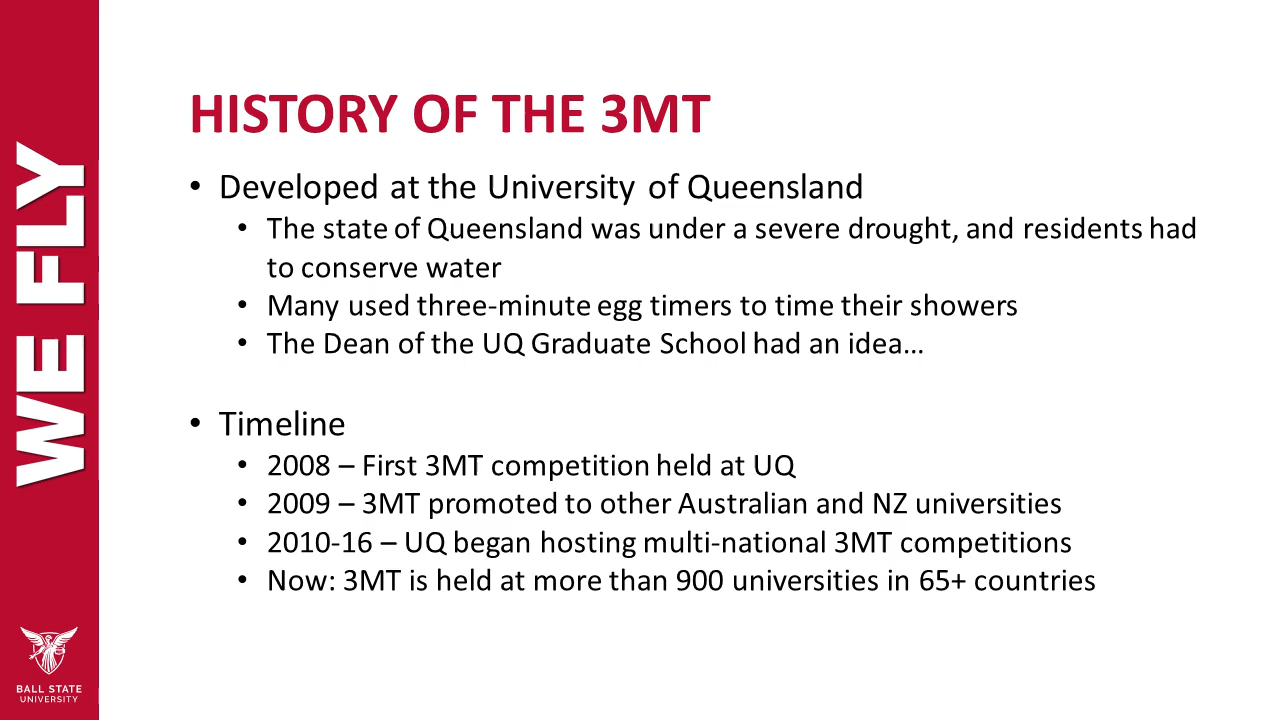 HISTORY OF THE 3MT
• Developed at the University of Queensland
• The state of Queensland was under a severe drought, and residents had
to conserve water
• Many used three-minute egg timers to time their showers
• The Dean of the UQ Graduate School had an idea…
• Timeline
• 2008 – First 3MT competition held at UQ
• 2009 – 3MT promoted to other Australian and NZ universities
• 2010-16 – UQ began hosting multi-national 3MT competitions
• Now: 3MT is held at more than 900 universities in 65+ countries
WE FLY
BALL STATE
UNIVERSITY